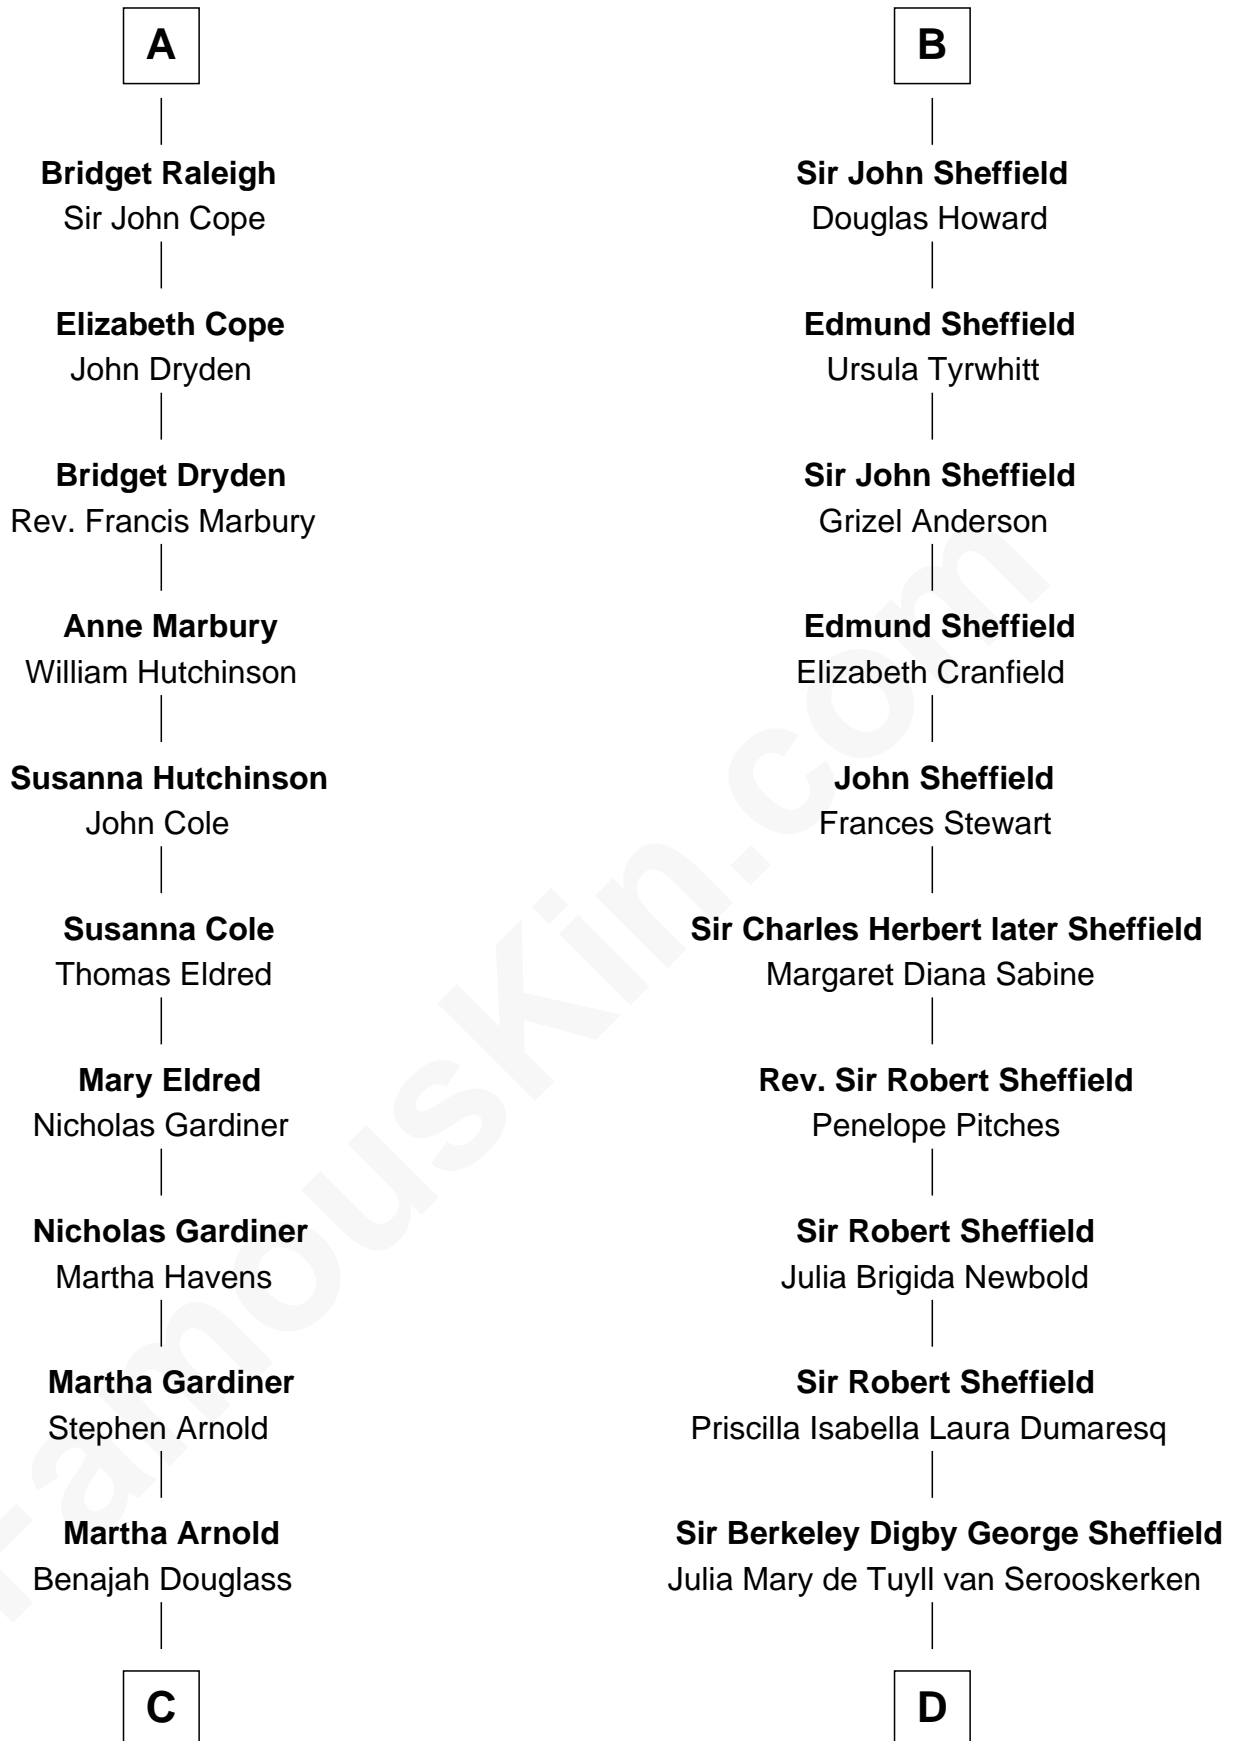 A
Bridget Raleigh
Sir John Cope
Elizabeth Cope
John Dryden
Bridget Dryden
Rev. Francis Marbury
Anne Marbury
William Hutchinson
Susanna Hutchinson
John Cole
Susanna Cole
Thomas Eldred
Mary Eldred
Nicholas Gardiner
Nicholas Gardiner
Martha Havens
Martha Gardiner
Stephen Arnold
Martha Arnold
Benajah Douglass
C
B
Sir John Sheffield
Douglas Howard
Edmund Sheffield
Ursula Tyrwhitt
Sir John Sheffield
Grizel Anderson
Edmund Sheffield
Elizabeth Cranfield
John Sheffield
Frances Stewart
Sir Charles Herbert later Sheffield
Margaret Diana Sabine
Rev. Sir Robert Sheffield
Penelope Pitches
Sir Robert Sheffield
Julia Brigida Newbold
Sir Robert Sheffield
Priscilla Isabella Laura Dumaresq
Sir Berkeley Digby George Sheffield
Julia Mary de Tuyll van Serooskerken
D
FamousKin.com